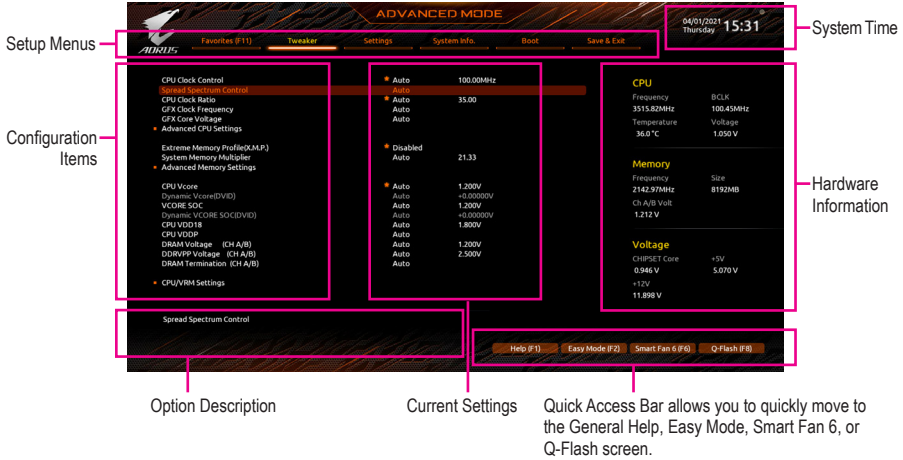 ADVANCED MODE
04/01/2021 Thursday 15:31
System Time
Setup Menus
AORUS
Favorites (F11) Tweaker Settings System Info. Boot Save & Exit
Configuration Items
CPU Clock Control Auto 100.00MHz
Spread Spectrum Control Auto
CPU Clock Ratio Auto 35.00
GFX Clock Frequency Auto
GFX Core Voltage Auto
Advanced CPU Settings
Extreme Memory Profile(X.M.P.) Disabled
System Memory Multiplier Auto 21.33
Advanced Memory Settings
CPU Vcore Auto 1.200V
Dynamic Vcore(DVID) Auto +0.00000V
VCORE SOC Auto 1.200V
Dynamic VCORE SOC(DVID) Auto +0.00000V
CPU VDD18 Auto 1.800V
CPU VDDP Auto
DRAM Voltage (CH A/B) Auto 1.200V
DDRVPP Voltage (CH A/B) Auto 2.500V
DRAM Termination (CH A/B) Auto
CPU/VRM Settings
CPU
Frequency BCLK
3515.82MHz 100.45MHz
Temperature Voltage
36.0 °C 1.050 V
Memory
Frequency Size
2142.97MHz 8192MB
Ch A/B Volt
1.212 V
Voltage
CHIPSET Core +5V
0.946 V 5.070 V
+12V
11.898 V
Hardware
Information
Spread Spectrum Control
Help (F1) Easy Mode (F2) Smart Fan 6 (F6) Q-Flash (F8)
Option Description
Current Settings
Quick Access Bar allows you to quickly move to
the General Help, Easy Mode, Smart Fan 6, or
Q-Flash screen.